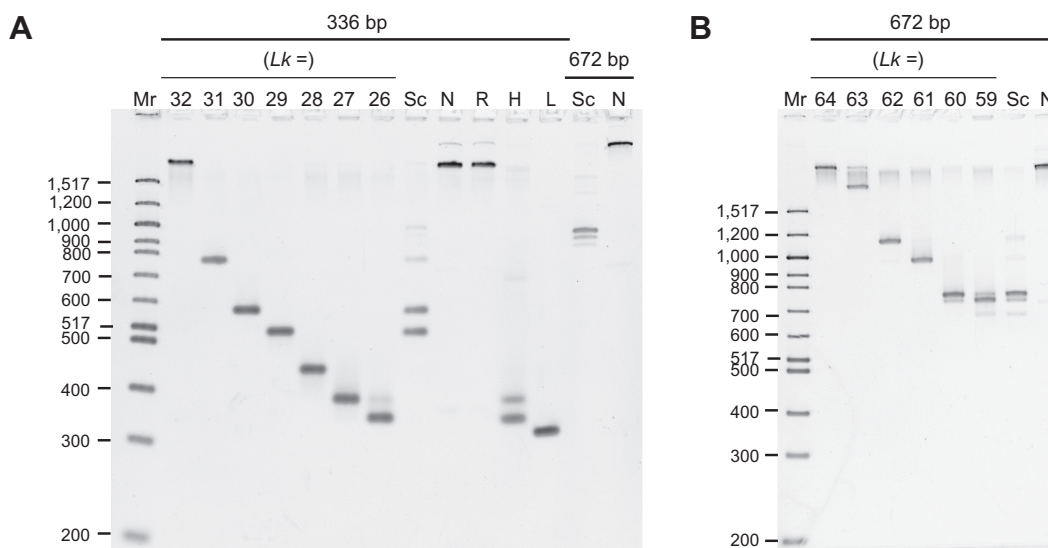 A
336 bp
(Lk =)
672 bp
Mr 32 31 30 29 28 27 26 Sc N R H L Sc N
1,517
1,200
1,000
900
800
700
600
517
500
400
300
200
B
672 bp
(Lk =)
Mr 64 63 62 61 60 59 Sc N
1,517
1,200
1,000
900
800
700
600
517
500
400
300
200